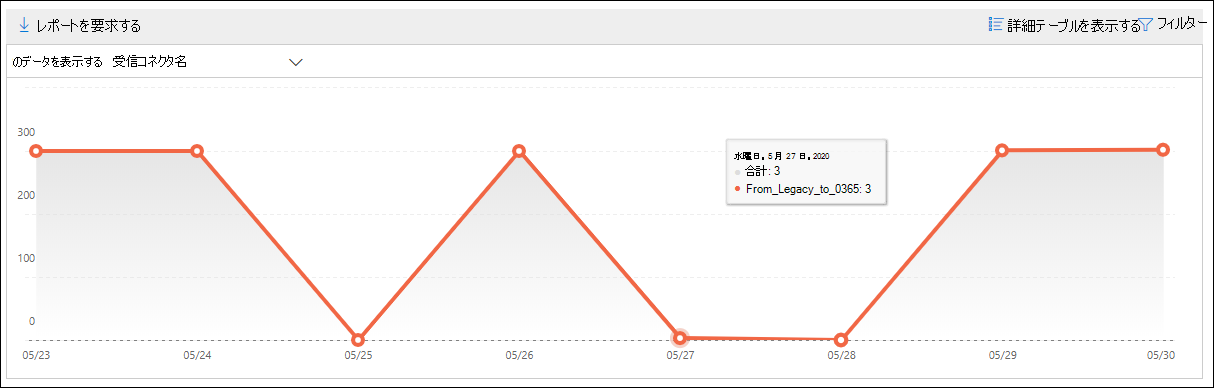 レポートを要求する
詳細テーブルを表示する フィルター
のデータを表示する 受信コネクタ名
300
200
100
0
水曜日。5 月 27 日。2020
合計: 3
From_Legacy_to_0365: 3
05/23 05/24 05/25 05/26 05/27 05/28 05/29 05/30